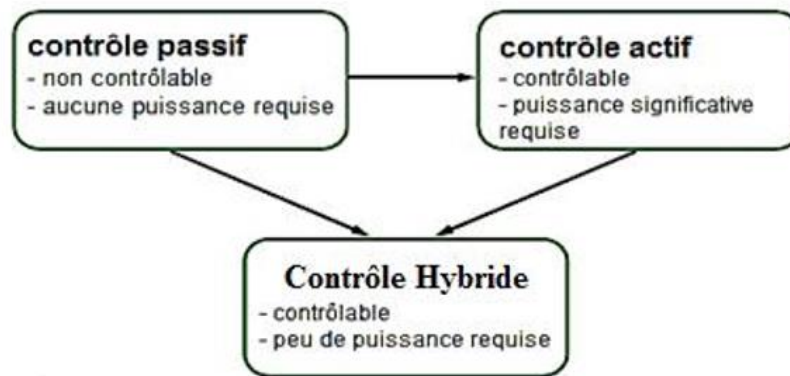 contrôle passif
- non contrôlable
- aucune puissance requise
contrôle actif
- contrôlable
- puissance significative
requise
Contrôle Hybride
- contrôlable
- peu de puissance requise